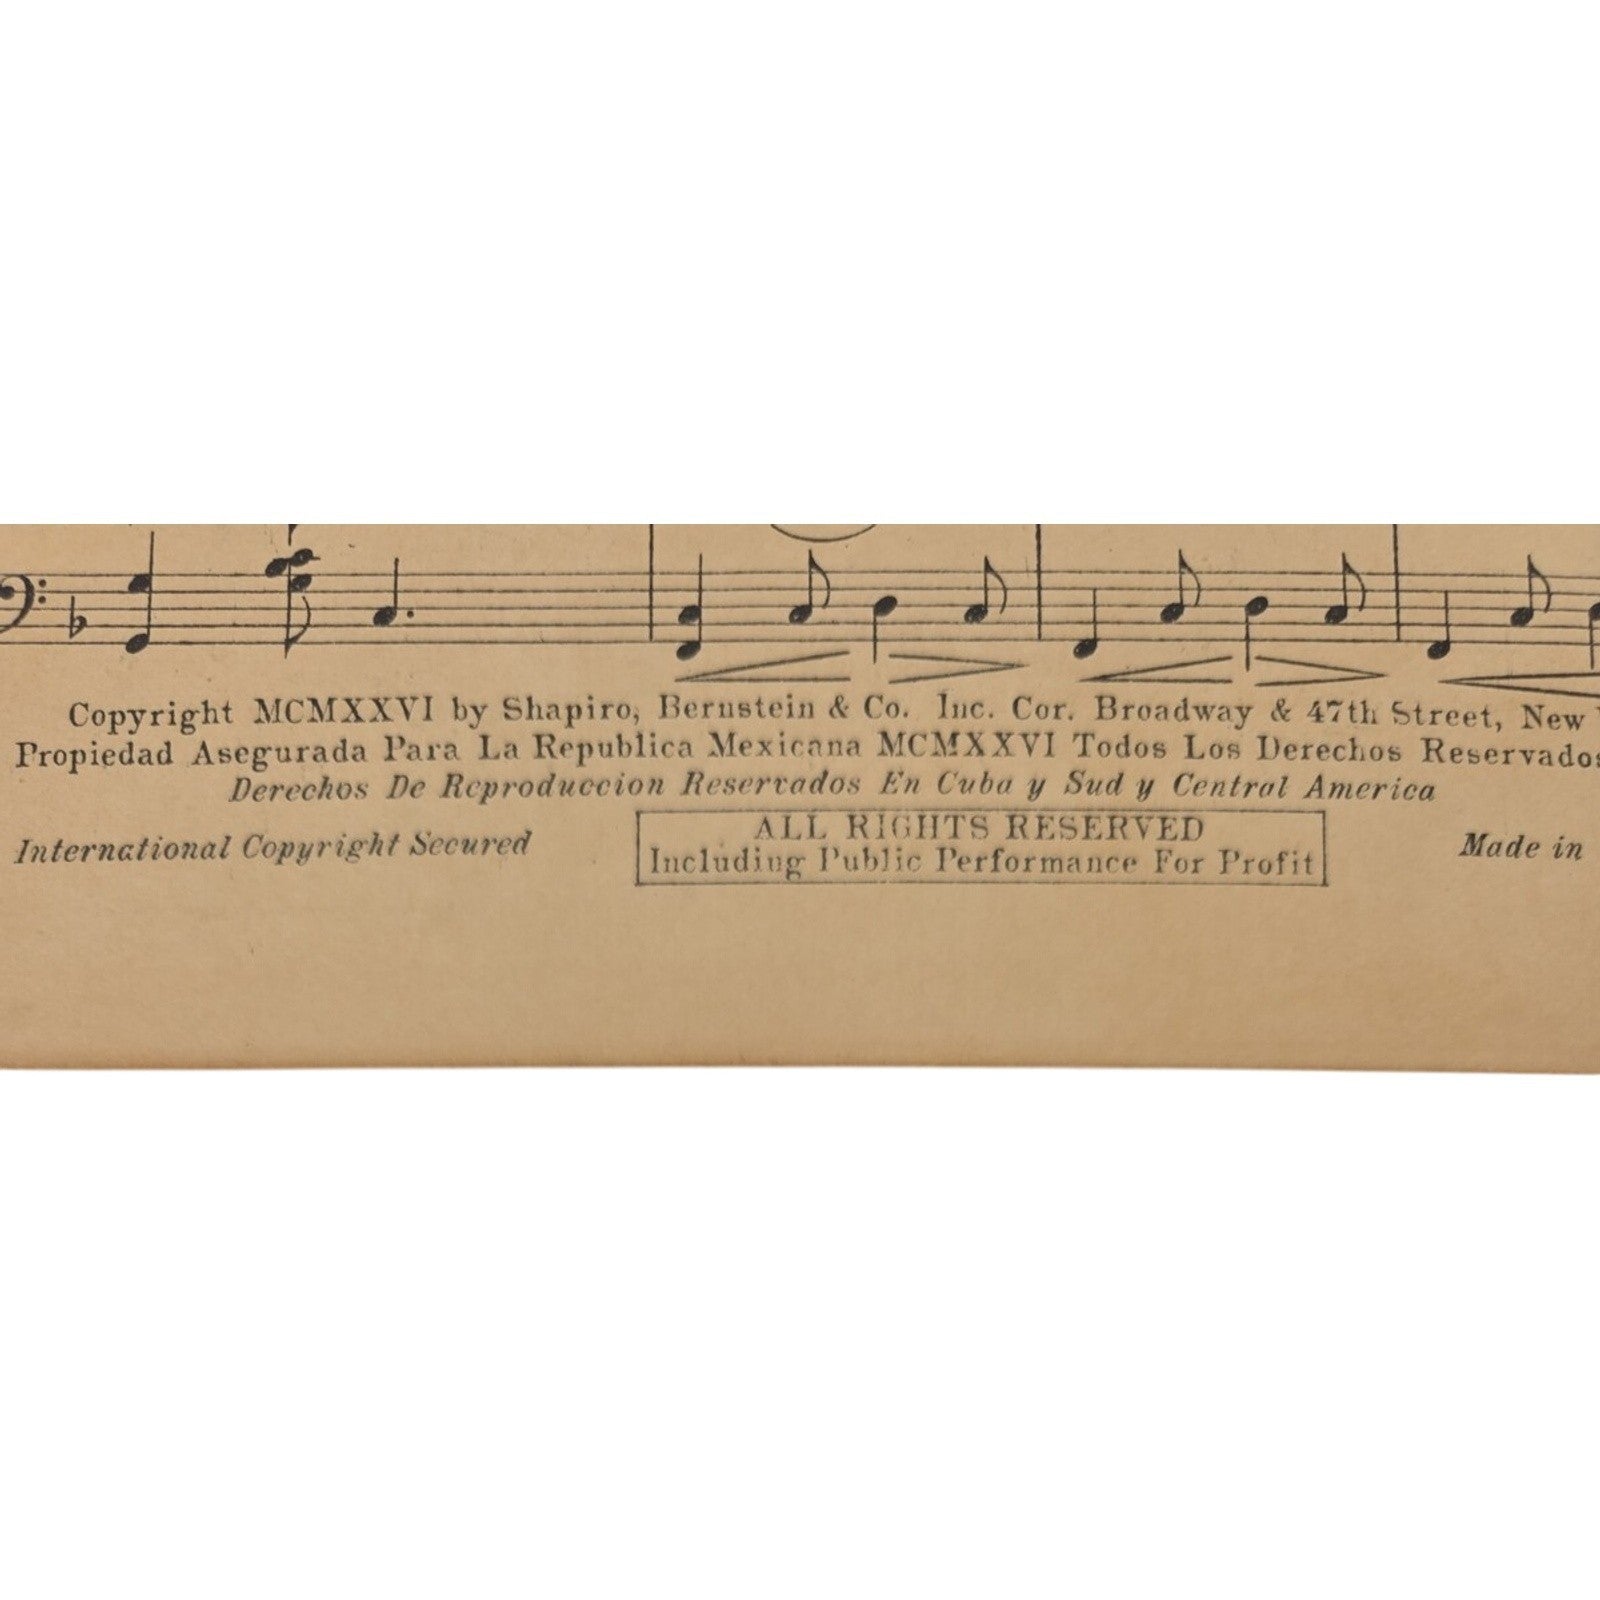 Copyright MCMXXVI by Shapiro, Bernstein & Co. Inc. Cor. Broadway & 47th Street, New
Propiedad Asegurada Para La Republica Mexicana MCMXXVI Todos Los Derechos Reservados
Derechos De Reproduccion Reservados En Cuba y Sud y Central America
International Copyright Secured
ALL RIGHTS RESERVED
Including Public Performance For Profit
Made in